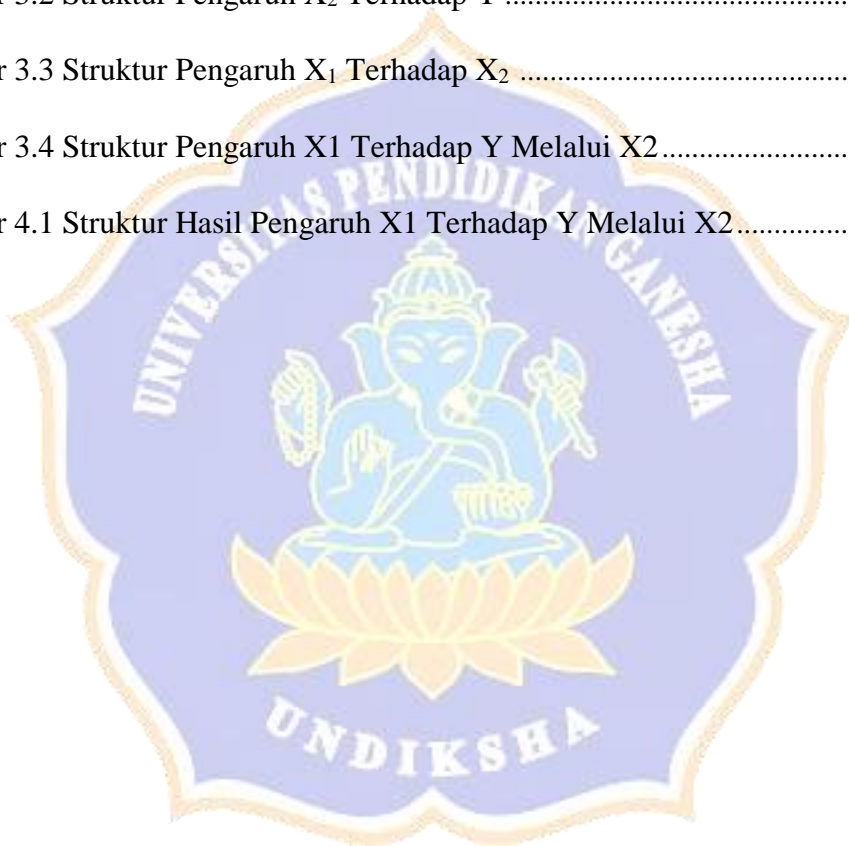 r 3.2 Struktur Pengaruh X₂ Terhadap Y ........................................................
r 3.3 Struktur Pengaruh X₁ Terhadap X₂ ......................................................
r 3.4 Struktur Pengaruh X1 Terhadap Y Melalui X2...............................
r 4.1 Struktur Hasil Pengaruh X1 Terhadap Y Melalui X2..................
UNIVERSITAS PENDIDIKAN GANESHA
UNDIKSHA